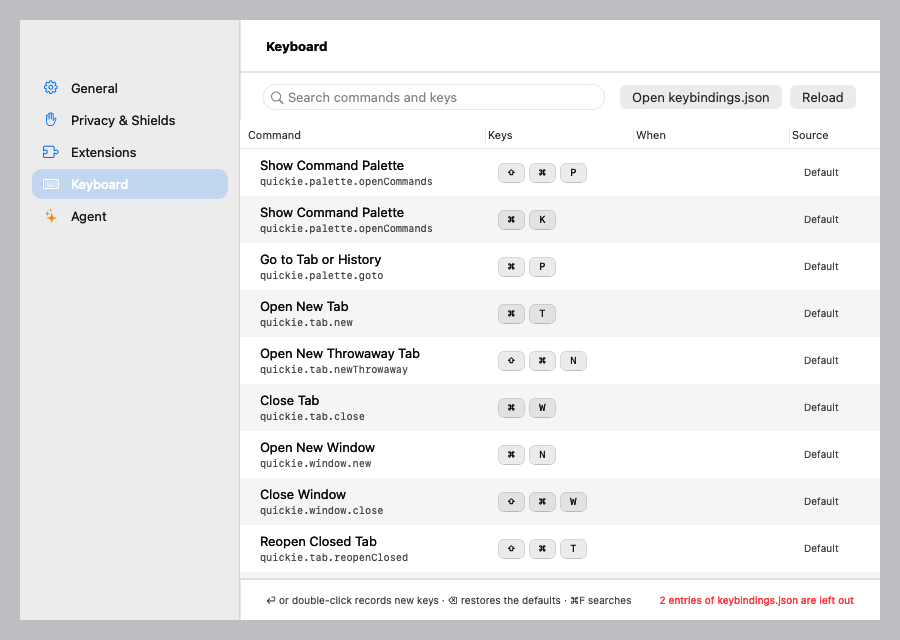 Keyboard
General
Privacy & Shields
Extensions
Keyboard
Agent
Search commands and keys
Open keybindings.json
Reload
Command Keys When Source
Show Command Palette
quickie.palette.openCommands
⇧ ⌘ P Default
Show Command Palette
quickie.palette.openCommands
⌘ K Default
Go to Tab or History
quickie.palette.goto
⌘ P Default
Open New Tab
quickie.tab.new
⌘ T Default
Open New Throwaway Tab
quickie.tab.newThrowaway
⇧ ⌘ N Default
Close Tab
quickie.tab.close
⌘ W Default
Open New Window
quickie.window.new
⌘ N Default
Close Window
quickie.window.close
⇧ ⌘ W Default
Reopen Closed Tab
quickie.tab.reopenClosed
⇧ ⌘ T Default
⏎ or double-click records new keys · ⌫ restores the defaults · ⌘F searches
2 entries of keybindings.json are left out